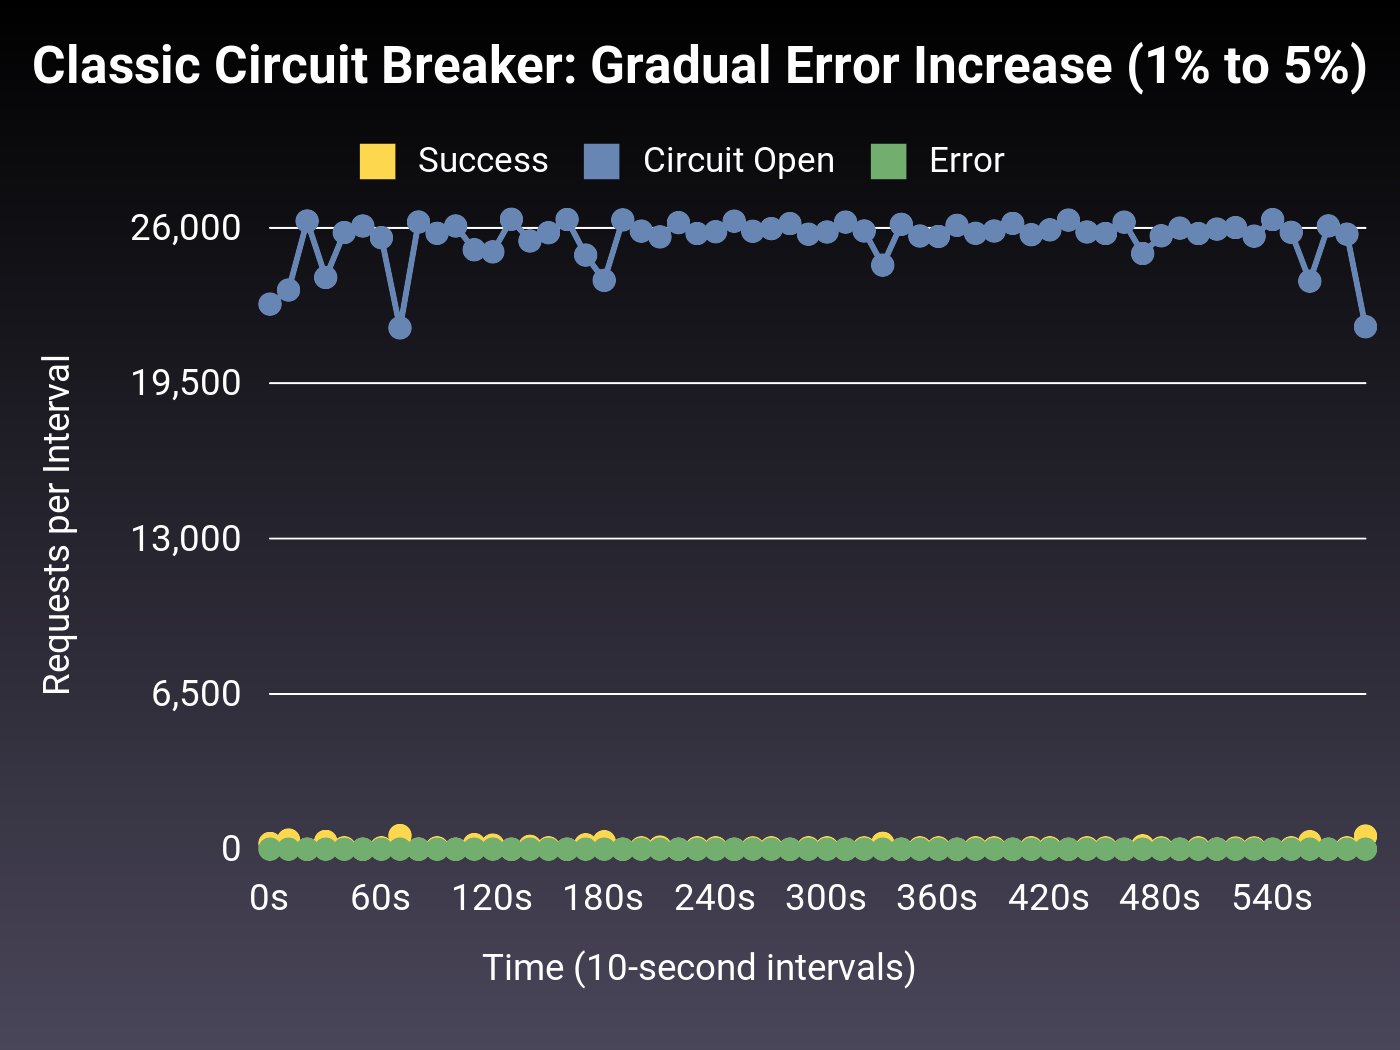 Classic Circuit Breaker: Gradual Error Increase (1% to 5%)
Success Circuit Open Error
Requests per Interval
26,000
19,500
13,000
6,500
0
0s 60s 120s 180s 240s 300s 360s 420s 480s 540s
Time (10-second intervals)